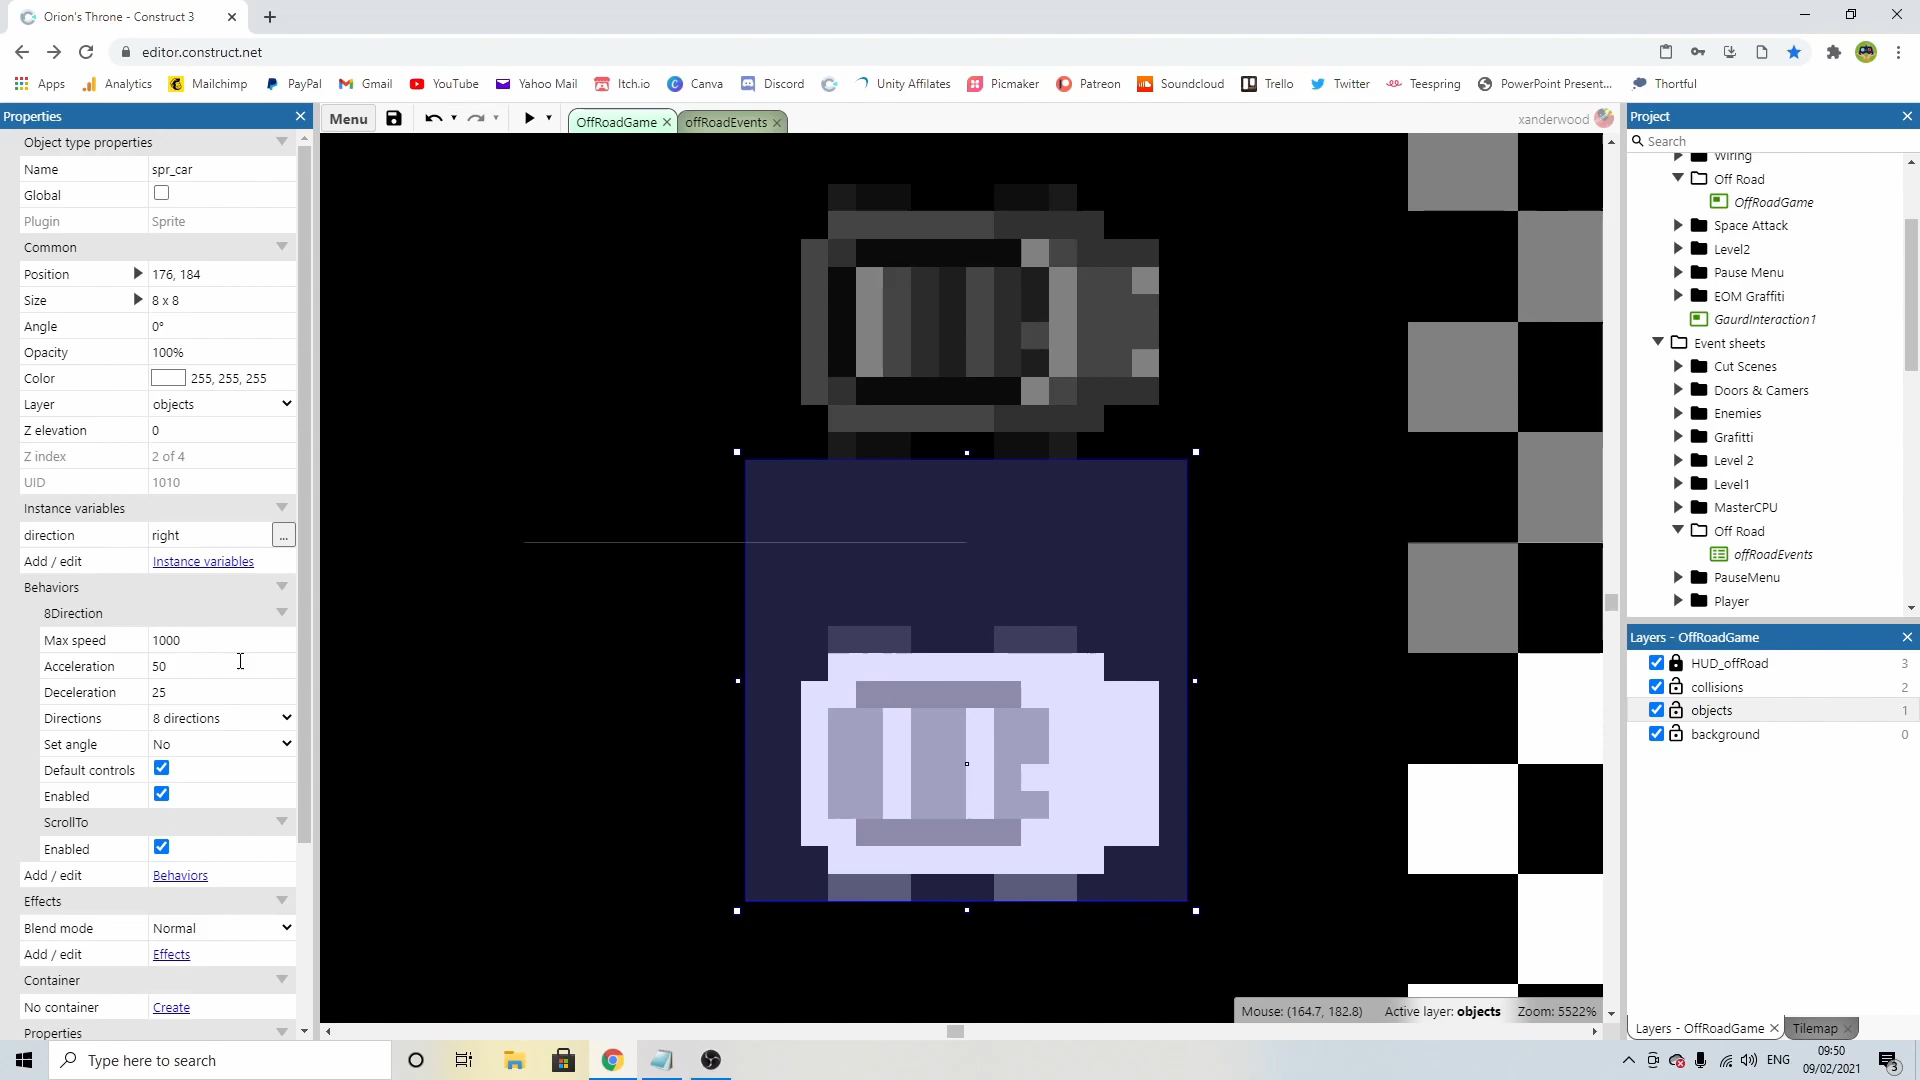 Orion's Throne - Construct 3
editor.construct.net
Apps Analytics Mailchimp PayPal Gmail YouTube Yahoo Mail Itch.io Canva Discord Unity Affilates Picmaker Patreon Soundcloud Trello Twitter Teespring PowerPoint Present... Thortful
Properties
Menu
OffRoadGame
offRoadEvents
xanderwood
Object type properties
Name spr_car
Global
Plugin Sprite
Common
Position 176, 184
Size 8 x 8
Angle 0°
Opacity 100%
Color 255, 255, 255
Layer objects
Z elevation 0
Z index 2 of 4
UID 1010
Instance variables
direction right ...
Add / edit Instance variables
Behaviors
8Direction
Max speed 1000
Acceleration 50
Deceleration 25
Directions 8 directions
Set angle No
Default controls
Enabled
ScrollTo
Enabled
Add / edit Behaviors
Effects
Blend mode Normal
Add / edit Effects
Container
No container Create
Properties
Mouse: (164.7, 182.8) Active layer: objects Zoom: 5522%
Project
Search
Wiring
Off Road
OffRoadGame
Space Attack
Level2
Pause Menu
EOM Graffiti
GaurdInteraction1
Event sheets
Cut Scenes
Doors & Camers
Enemies
Grafitti
Level 2
Level1
MasterCPU
Off Road
offRoadEvents
PauseMenu
Player
Layers - OffRoadGame
HUD_offRoad 3
collisions 2
objects 1
background 0
Layers - OffRoadGame
Tilemap
Type here to search
ENG
09:50
09/02/2021
3